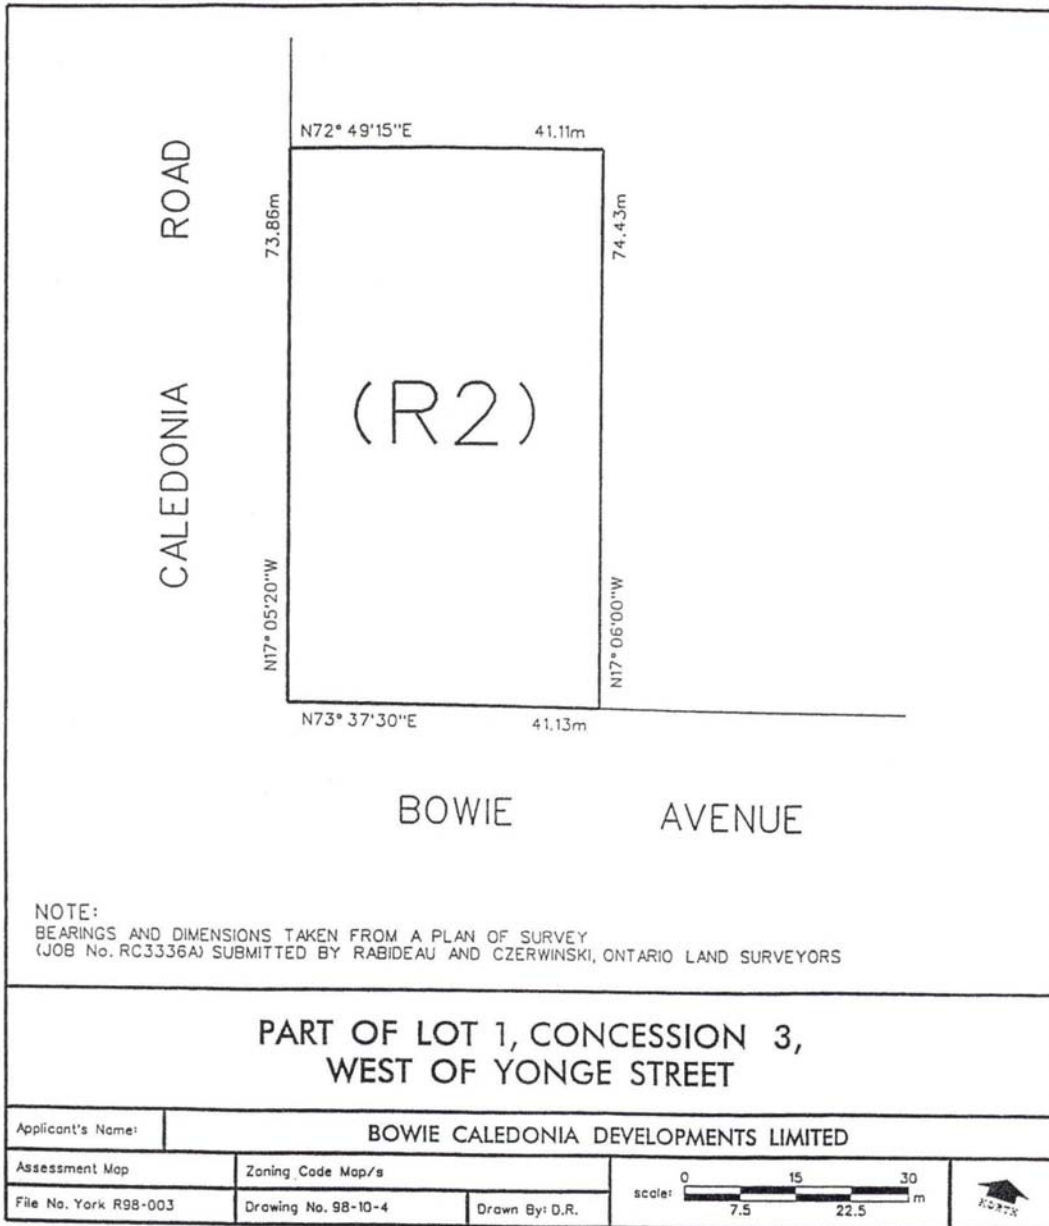 N72° 49'15"E 41.11m
ROAD
73.86m
74.43m
(R2)
CALEDONIA
N17° 05'20"W
N17° 06'00"W
N73° 37'30"E 41.13m
BOWIE AVENUE
NOTE:
BEARINGS AND DIMENSIONS TAKEN FROM A PLAN OF SURVEY
(JOB No. RC3336A) SUBMITTED BY RABIDEAU AND CZERWINSKI, ONTARIO LAND SURVEYORS
PART OF LOT 1, CONCESSION 3,
WEST OF YONGE STREET
Applicant's Name: BOWIE CALEDONIA DEVELOPMENTS LIMITED
Assessment Map Zoning Code Map/s
File No. York R98-003 Drawing No. 98-10-4 Drawn By: D.R.
scale: 0 15 30 m
7.5 22.5
NORTH